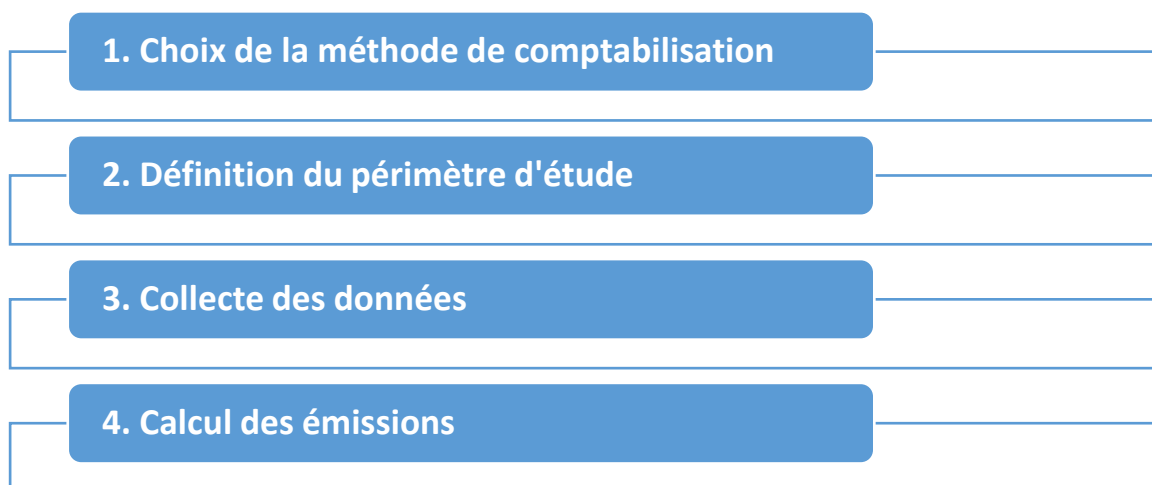 1. Choix de la méthode de comptabilisation
2. Définition du périmètre d'étude
3. Collecte des données
4. Calcul des émissions